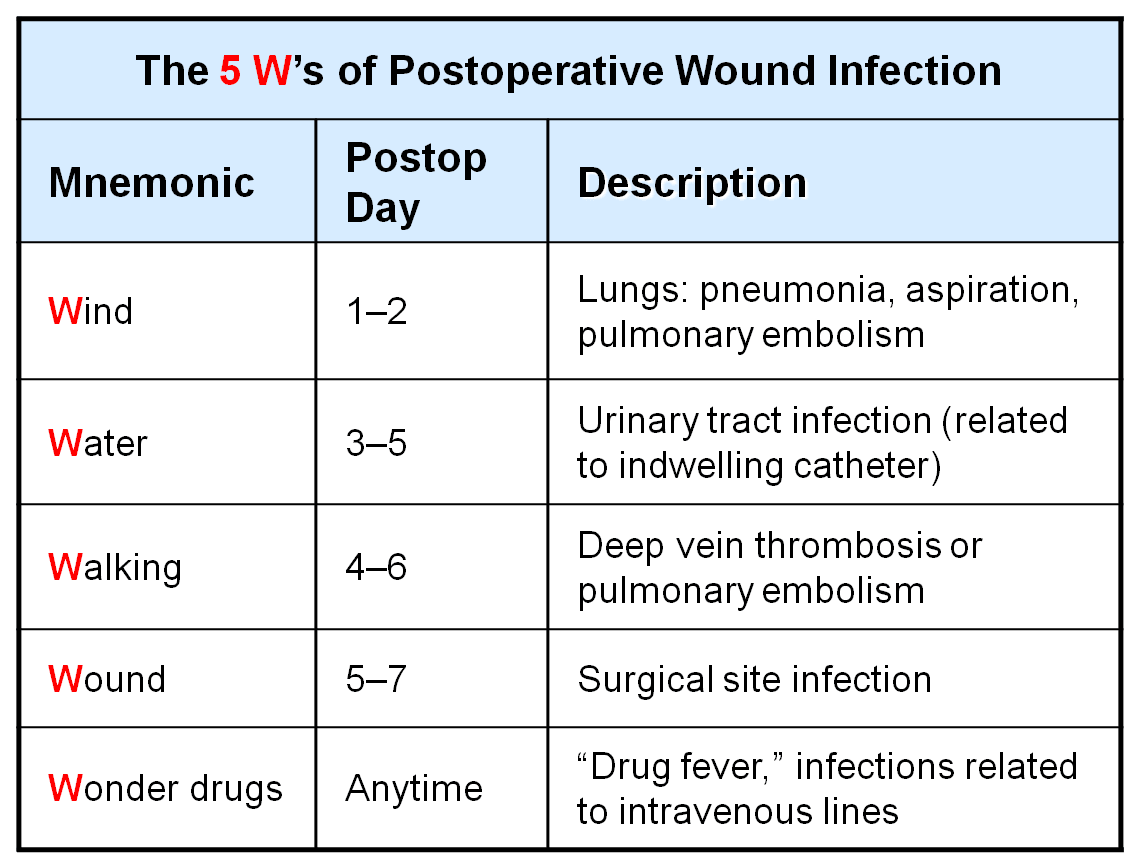 The 5 W’s of Postoperative Wound Infection
Mnemonic
Postop
Day
Description
Wind
1–2
Lungs: pneumonia, aspiration,
pulmonary embolism
Water
3–5
Urinary tract infection (related
to indwelling catheter)
Walking
4–6
Deep vein thrombosis or
pulmonary embolism
Wound
5–7
Surgical site infection
Wonder drugs
Anytime
“Drug fever,” infections related
to intravenous lines